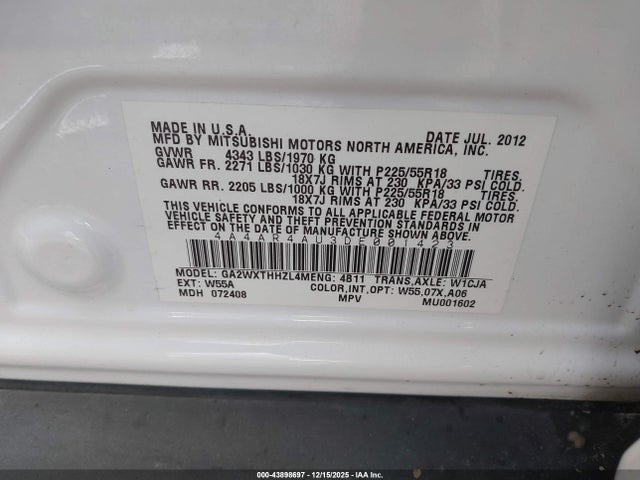 MADE IN U.S.A. DATE JUL. 2012
MFD BY MITSUBISHI MOTORS NORTH AMERICA, INC.
GVWR 4343 LBS/1970 KG
GAWR FR. 2271 LBS/1030 KG WITH P225/55R18 TIRES,
18X7J RIMS AT 230 KPA/33 PSI COLD.
GAWR RR. 2205 LBS/1000 KG WITH P225/55R18 TIRES,
18X7J RIMS AT 230 KPA/33 PSI COLD.
THIS VEHICLE CONFORMS TO ALL APPLICABLE FEDERAL MOTOR
VEHICLE SAFETY AND THEFT PREVENTION STANDARDS IN
EFFECT ON THE DATE OF MANUFACTURE SHOWN ABOVE.
4A4AR4AU3DE001423
MODEL: GA2WXTHHZL4M ENG: 4B11 TRANS,AXLE: W1CJA
EXT: W55A COLOR,INT,OPT: W55,07X,A06
MDH 072408 MPV MU001602
000-43898697 - 12/15/2025 - IAAI.COM